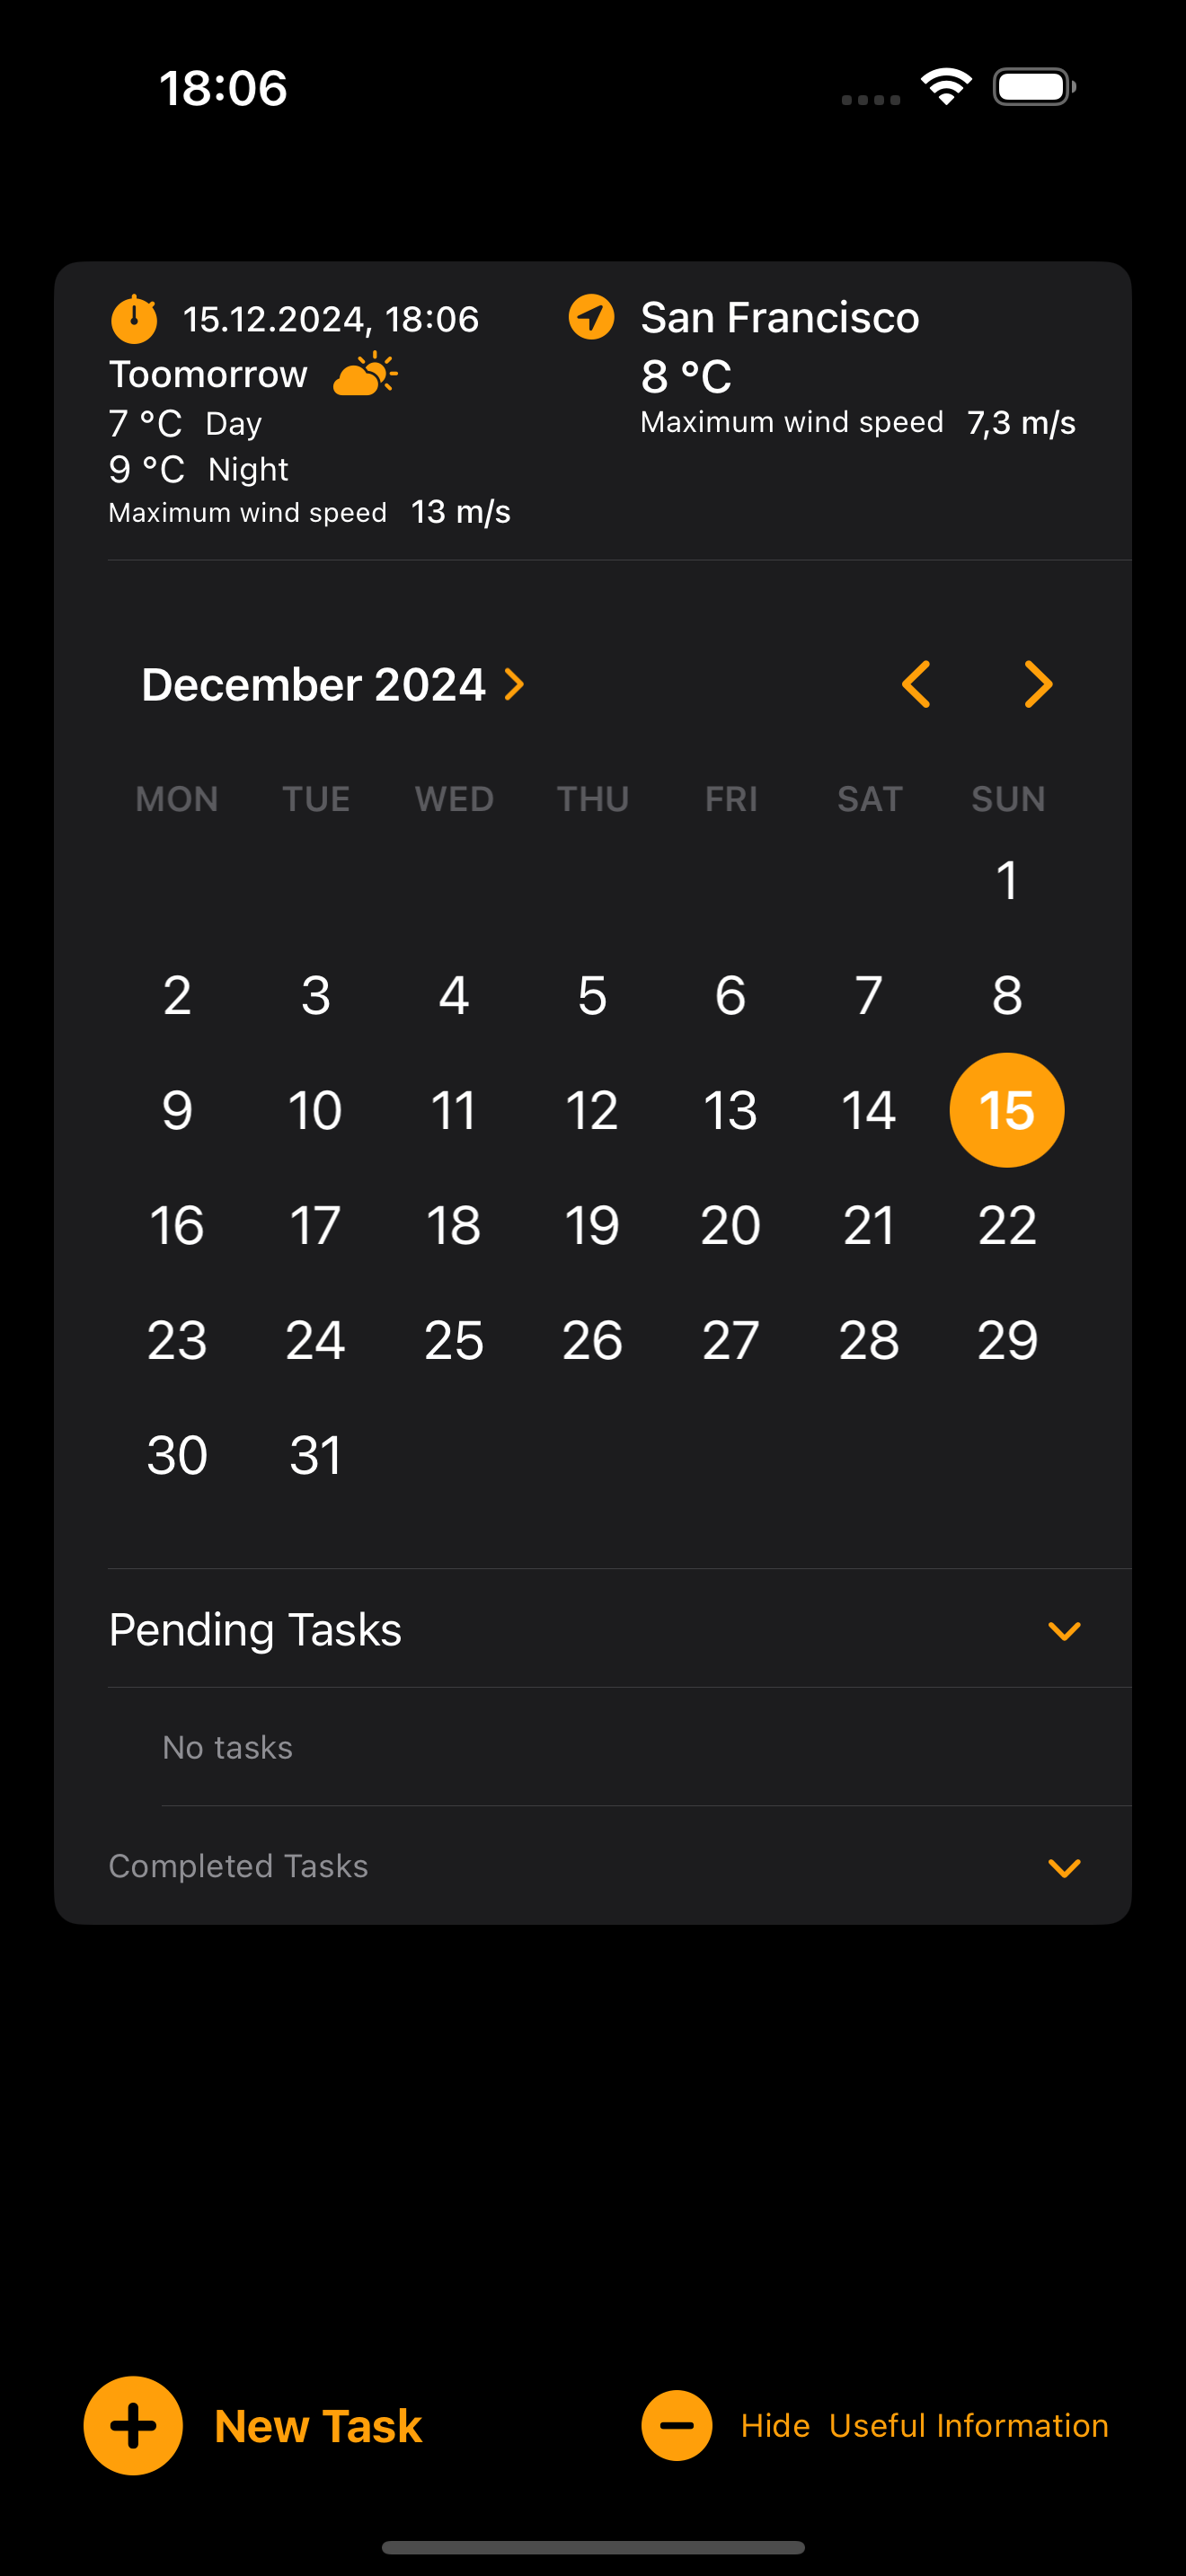 18:06
15.12.2024, 18:06
San Francisco
Toomorrow
8 °C
7 °C Day
Maximum wind speed 7,3 m/s
9 °C Night
Maximum wind speed 13 m/s
December 2024
MON TUE WED THU FRI SAT SUN
1
2 3 4 5 6 7 8
9 10 11 12 13 14 15
16 17 18 19 20 21 22
23 24 25 26 27 28 29
30 31
Pending Tasks
No tasks
Completed Tasks
New Task
Hide Useful Information